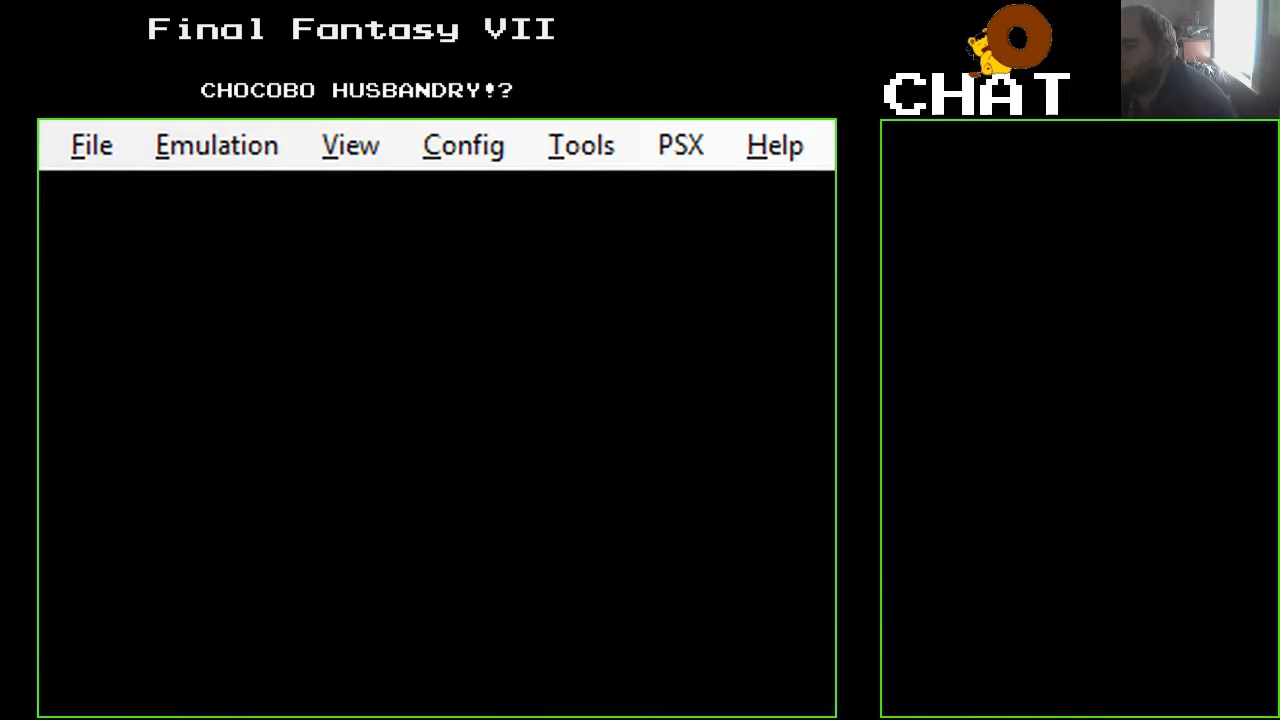 Final Fantasy VII
CHOCOBO HUSBANDRY!?
CHAT
File Emulation View Config Tools PSX Help